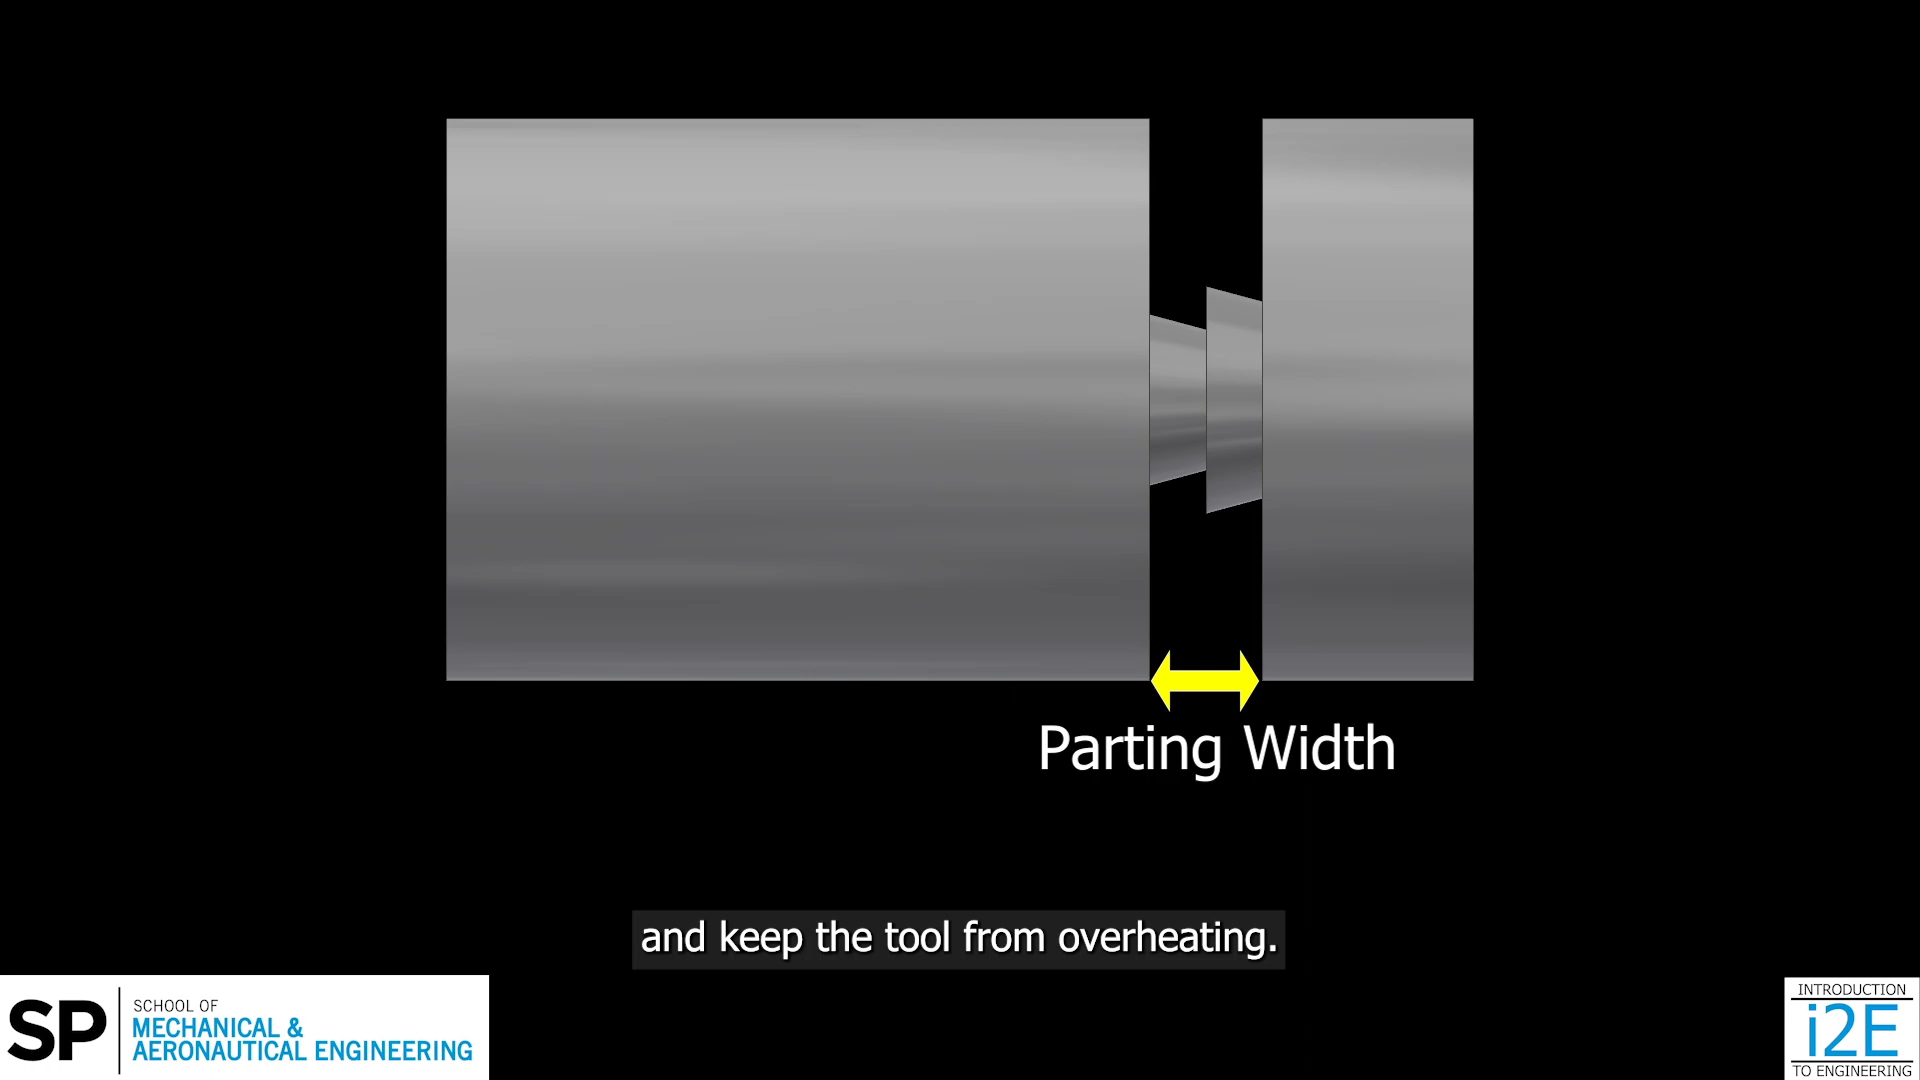 Parting Width
and keep the tool from overheating.
SP
SCHOOL OF
MECHANICAL &
AERONAUTICAL ENGINEERING
INTRODUCTION
i2E
TO ENGINEERING